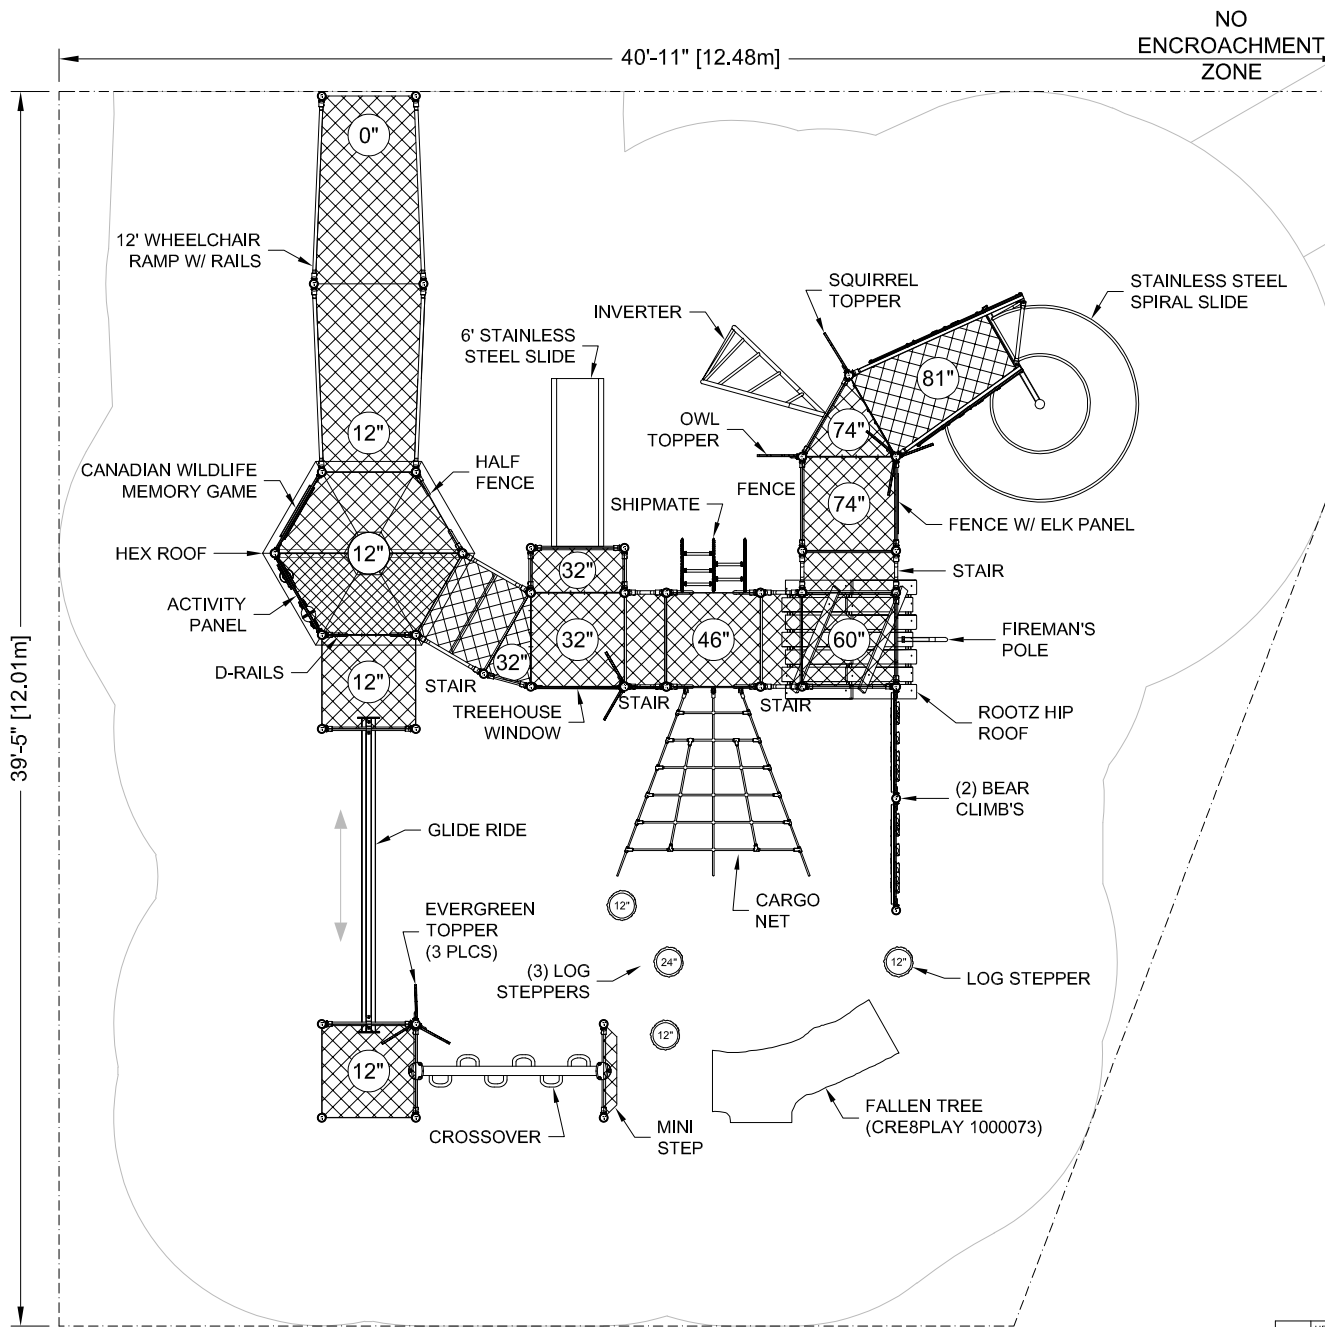 NO
ENCROACHMENT
ZONE
40'-11" [12.48m]
39'-5" [12.01m]
0"
12' WHEELCHAIR
RAMP W/ RAILS
SQUIRREL
TOPPER
STAINLESS STEEL
SPIRAL SLIDE
INVERTER
6' STAINLESS
STEEL SLIDE
81"
12"
OWL
TOPPER
74"
CANADIAN WILDLIFE
MEMORY GAME
HALF
FENCE
FENCE
74"
SHIPMATE
FENCE W/ ELK PANEL
HEX ROOF
12"
32"
STAIR
ACTIVITY
PANEL
32"
46"
60"
FIREMAN'S
POLE
D-RAILS
32"
12"
STAIR
STAIR
STAIR
TREEHOUSE
WINDOW
ROOTZ HIP
ROOF
(2) BEAR
CLIMB'S
GLIDE RIDE
CARGO
NET
12"
EVERGREEN
TOPPER
(3 PLCS)
(3) LOG
STEPPERS
24"
12"
LOG STEPPER
12"
12"
FALLEN TREE
(CRE8PLAY 1000073)
CROSSOVER
MINI
STEP